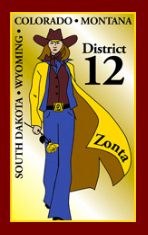 SOUTH DAKOTA • WYOMING •
COLORADO • MONTANA
District
12
Zonta